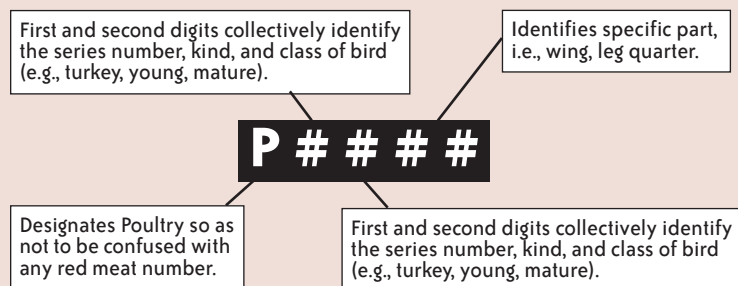 First and second digits collectively identify
the series number, kind, and class of bird
(e.g., turkey, young, mature).
Identifies specific part,
i.e., wing, leg quarter.
P # # # #
Designates Poultry so as
not to be confused with
any red meat number.
First and second digits collectively identify
the series number, kind, and class of bird
(e.g., turkey, young, mature).